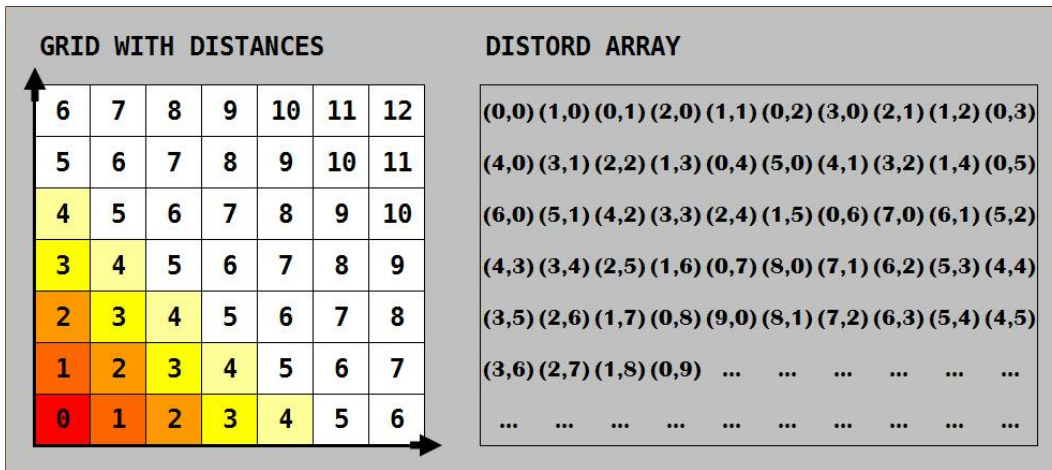 GRID WITH DISTANCES
6 7 8 9 10 11 12
5 6 7 8 9 10 11
4 5 6 7 8 9 10
3 4 5 6 7 8 9
2 3 4 5 6 7 8
1 2 3 4 5 6 7
0 1 2 3 4 5 6
DISTORD ARRAY
(0,0) (1,0) (0,1) (2,0) (1,1) (0,2) (3,0) (2,1) (1,2) (0,3)
(4,0) (3,1) (2,2) (1,3) (0,4) (5,0) (4,1) (3,2) (1,4) (0,5)
(6,0) (5,1) (4,2) (3,3) (2,4) (1,5) (0,6) (7,0) (6,1) (5,2)
(4,3) (3,4) (2,5) (1,6) (0,7) (8,0) (7,1) (6,2) (5,3) (4,4)
(3,5) (2,6) (1,7) (0,8) (9,0) (8,1) (7,2) (6,3) (5,4) (4,5)
(3,6) (2,7) (1,8) (0,9) ... ... ... ... ... ...
... ... ... ... ... ... ... ... ... ...